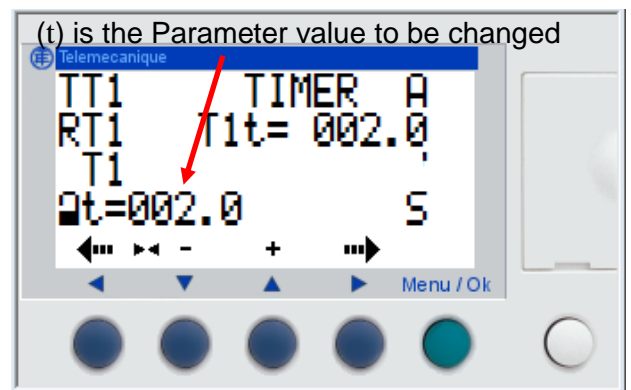 (t) is the Parameter value to be changed
Telemecanique
TT1 TIMER A
RT1 T1t= 002.0
T1 '
t=002.0 S
- +
Menu / Ok